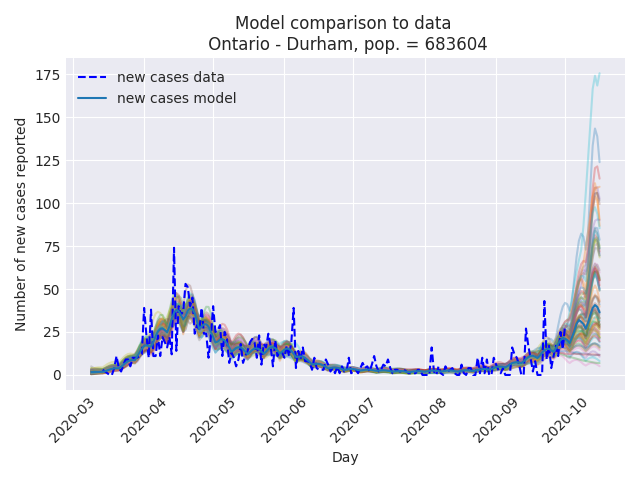 Model comparison to data
Ontario - Durham, pop. = 683604
new cases data
new cases model
Number of new cases reported
175
150
125
100
75
50
25
0
2020-03
2020-04
2020-05
2020-06
2020-07
2020-08
2020-09
2020-10
Day